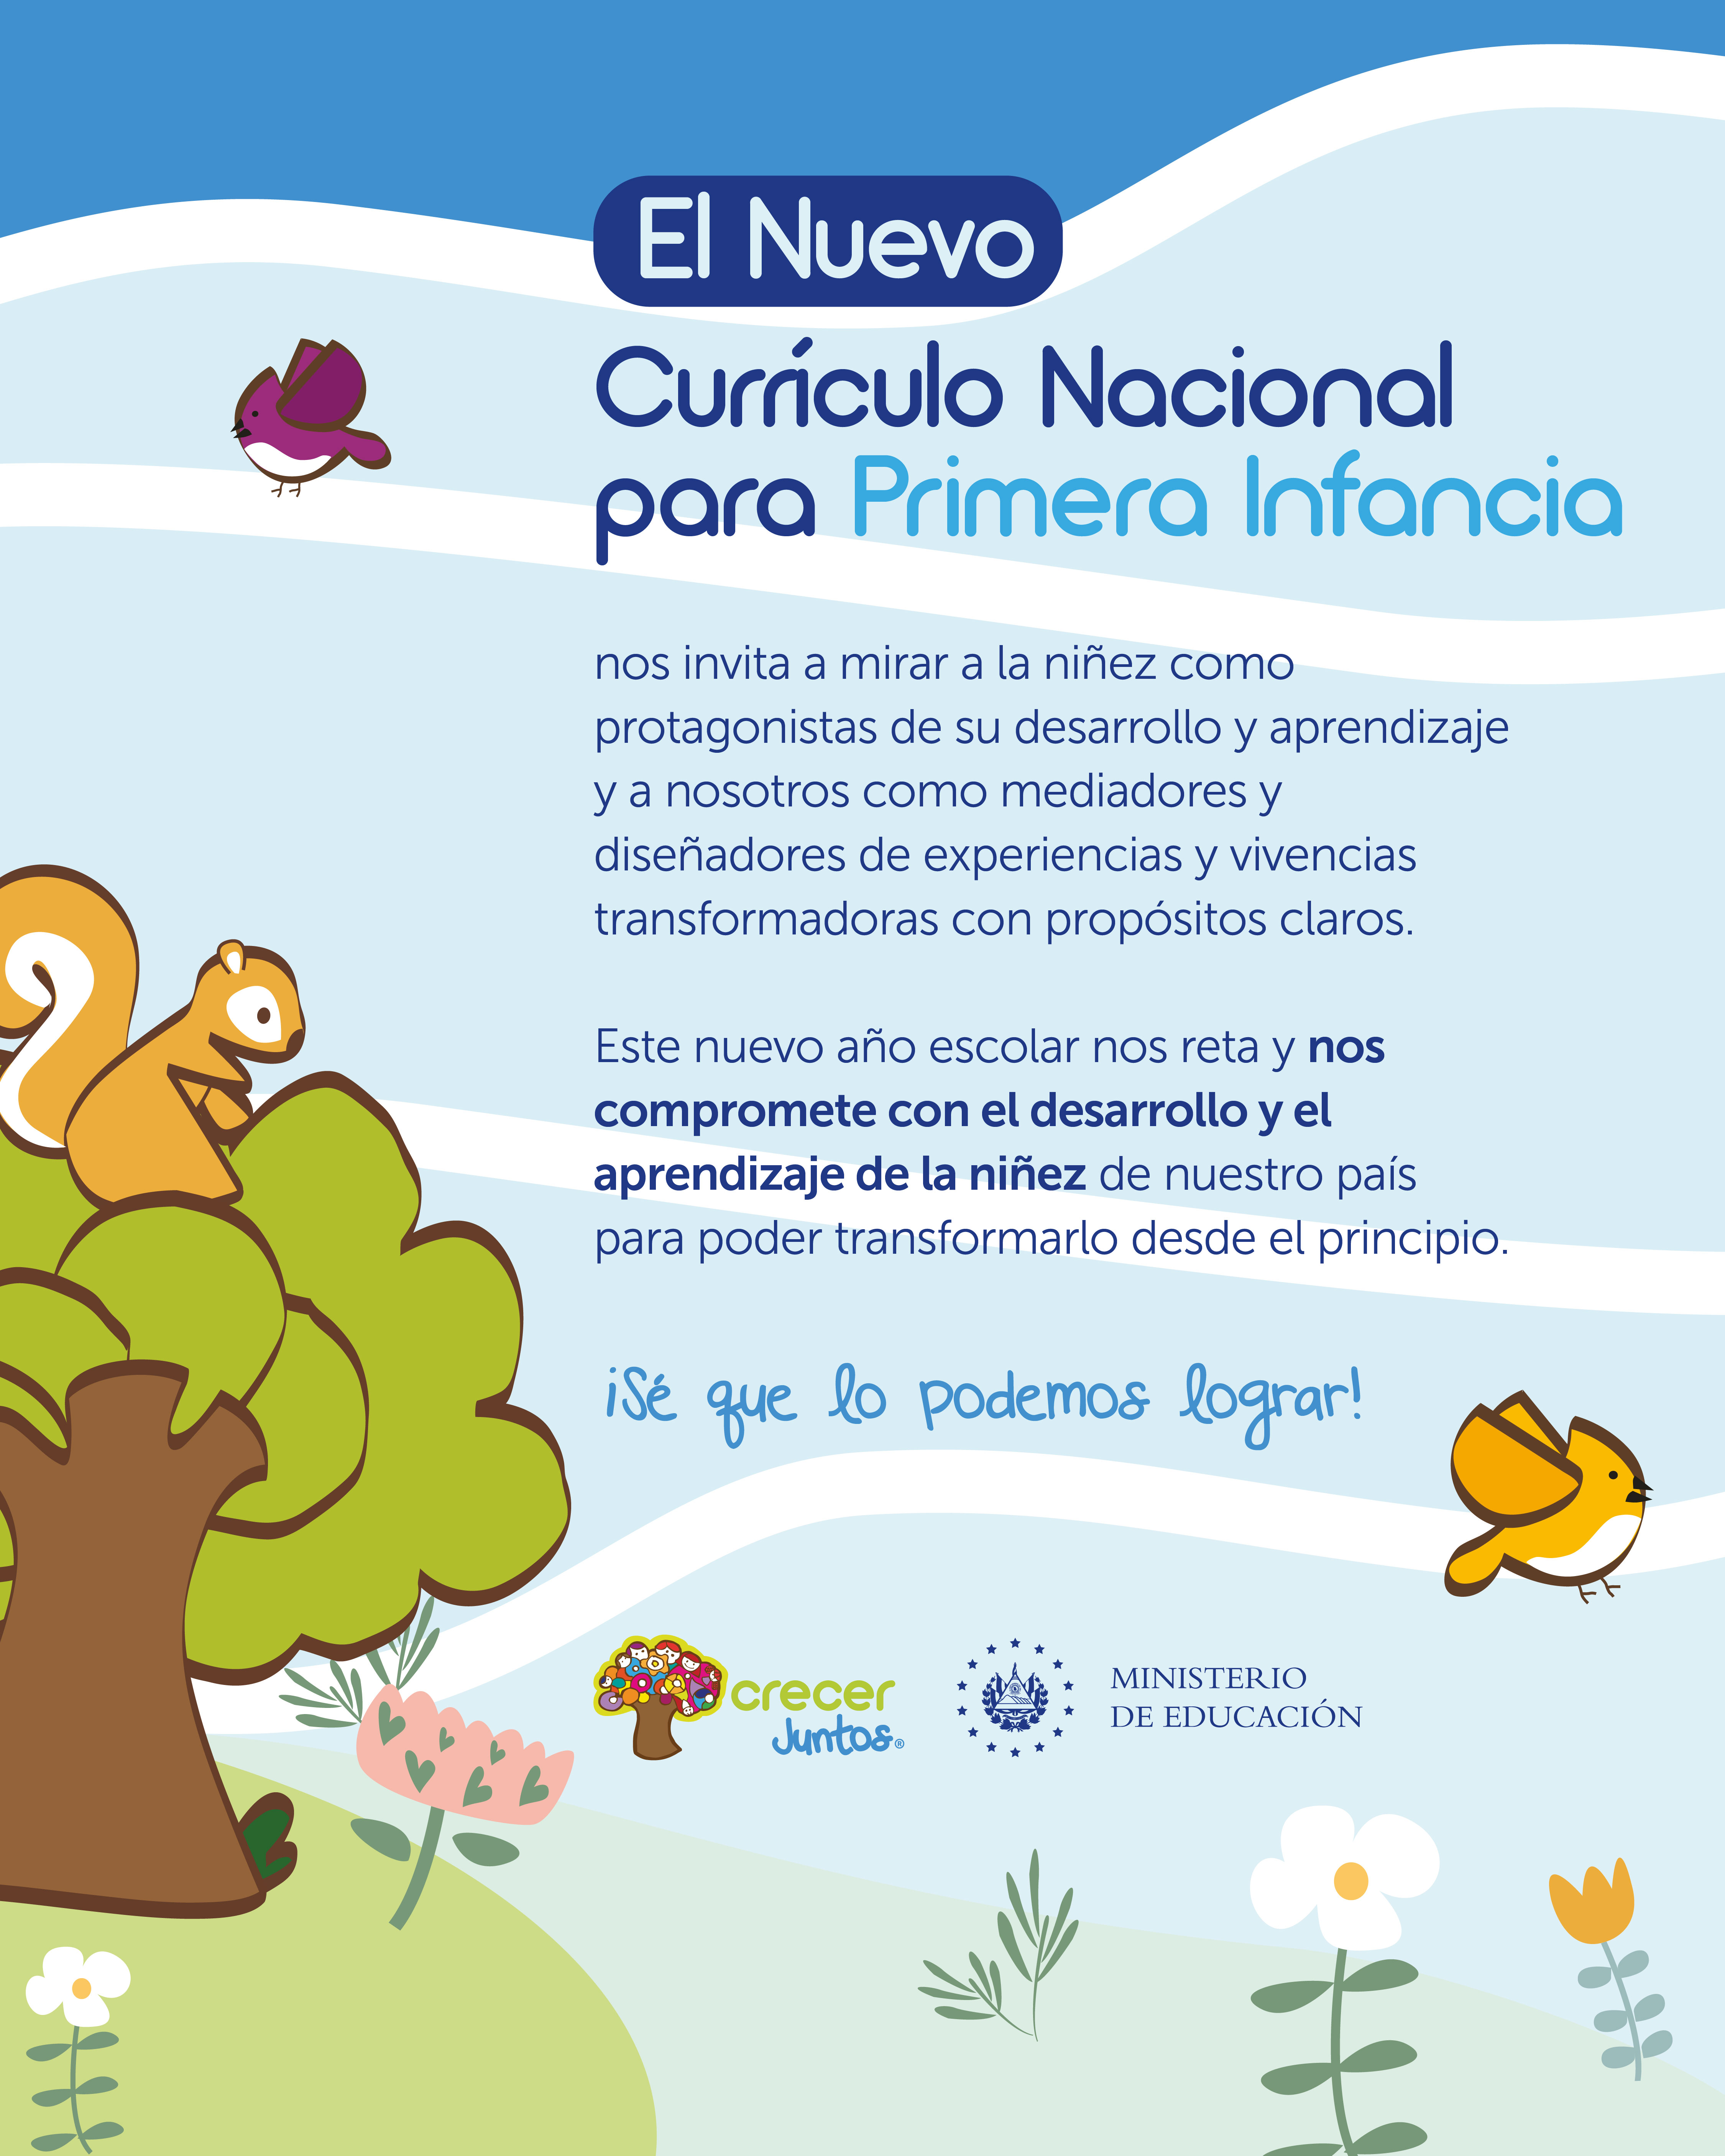 El Nuevo
Currículo Nacional
para Primera Infancia
nos invita a mirar a la niñez como
protagonistas de su desarrollo y aprendizaje
y a nosotros como mediadores y
diseñadores de experiencias y vivencias
transformadoras con propósitos claros.
Este nuevo año escolar nos reta y nos
compromete con el desarrollo y el
aprendizaje de la niñez de nuestro país
para poder transformarlo desde el principio.
¡Sé que lo podemos lograr!
crecer
Juntos®
MINISTERIO
DE EDUCACIÓN